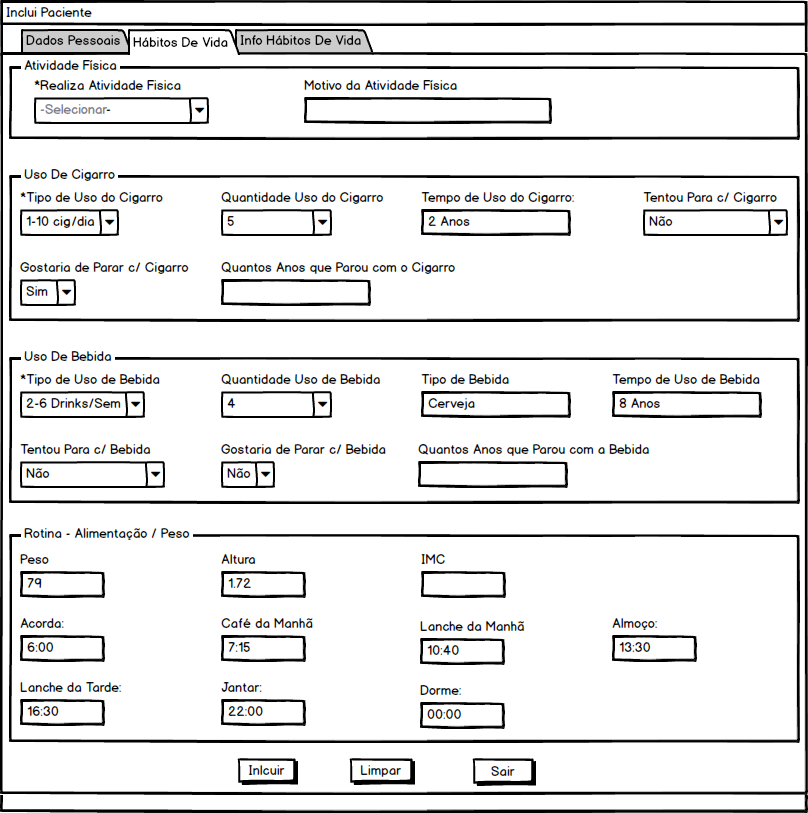 Inclui Paciente
Dados Pessoais Hábitos De Vida Info Hábitos De Vida
Atividade Física
*Realiza Atividade Fisica Motivo da Atividade Física
-Selecionar-
Uso De Cigarro
*Tipo de Uso do Cigarro Quantidade Uso do Cigarro Tempo de Uso do Cigarro: Tentou Para c/ Cigarro
1-10 cig/dia 5 2 Anos Não
Gostaria de Parar c/ Cigarro Quantos Anos que Parou com o Cigarro
Sim
Uso De Bebida
*Tipo de Uso de Bebida Quantidade Uso de Bebida Tipo de Bebida Tempo de Uso de Bebida
2-6 Drinks/Sem 4 Cerveja 8 Anos
Tentou Para c/ Bebida Gostaria de Parar c/ Bebida Quantos Anos que Parou com a Bebida
Não Não
Rotina - Alimentação / Peso
Peso Altura IMC
79 1.72
Acorda: Café da Manhã Lanche da Manhã Almoço:
6:00 7:15 10:40 13:30
Lanche da Tarde: Jantar: Dorme:
16:30 22:00 00:00
Inlcuir Limpar Sair